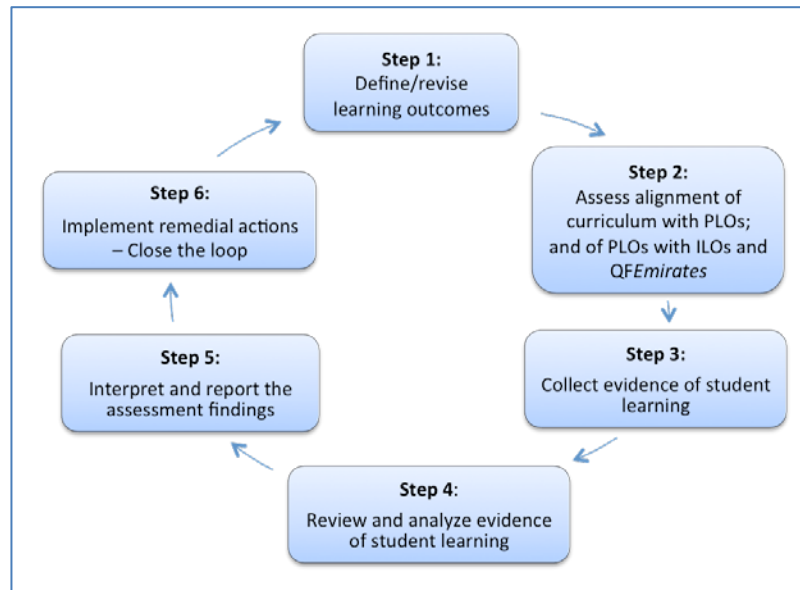 Step 1:
Define/revise
learning outcomes
Step 2:
Assess alignment of
curriculum with PLOs;
and of PLOs with ILOs and
QFEmirates
Step 3:
Collect evidence of student
learning
Step 4:
Review and analyze evidence
of student learning
Step 5:
Interpret and report the
assessment findings
Step 6:
Implement remedial actions
– Close the loop